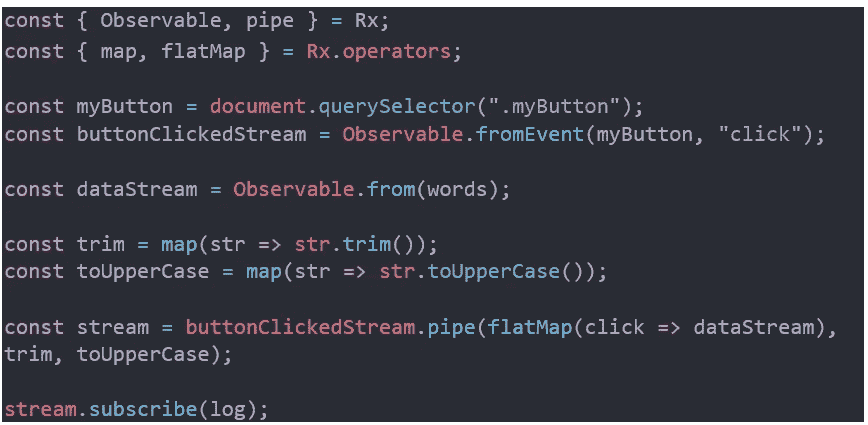 const { Observable, pipe } = Rx;
const { map, flatMap } = Rx.operators;
const myButton = document.querySelector(".myButton");
const buttonClickedStream = Observable.fromEvent(myButton, "click");
const dataStream = Observable.from(words);
const trim = map(str => str.trim());
const toUpperCase = map(str => str.toUpperCase());
const stream = buttonClickedStream.pipe(flatMap(click => dataStream),
trim, toUpperCase);
stream.subscribe(log);